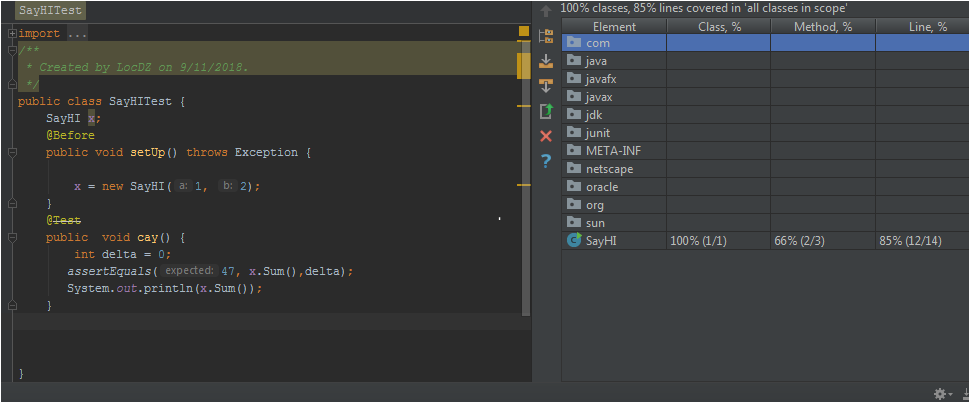 SayHITest
import ...
/**
* Created by LocDZ on 9/11/2018.
*/
public class SayHITest {
SayHI x;
@Before
public void setUp() throws Exception {
x = new SayHI( a: 1, b: 2);
}
@Test
public void cay() {
int delta = 0;
assertEquals( expected: 47, x.Sum(),delta);
System.out.println(x.Sum());
}
}
100% classes, 85% lines covered in 'all classes in scope'
Element Class, % Method, % Line, %
com
java
javafx
javax
jdk
junit
META-INF
netscape
oracle
org
sun
SayHI 100% (1/1) 66% (2/3) 85% (12/14)